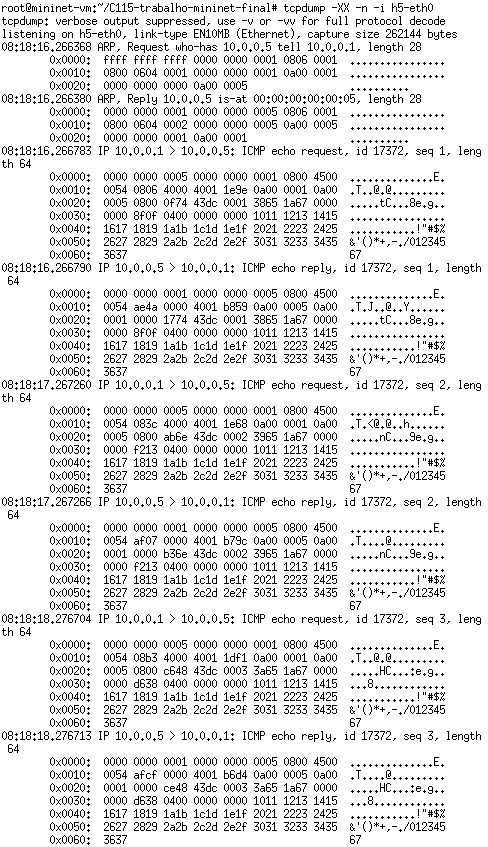 root@mininet-vm:~/C115-trabalho-mininet-final# tcpdump -XX -n -i h5-eth0
tcpdump: verbose output suppressed, use -v or -vv for full protocol decode
listening on h5-eth0, link-type EN10MB (Ethernet), capture size 262144 bytes
08:18:16.266368 ARP, Request who-has 10.0.0.5 tell 10.0.0.1, length 28
0x0000:  ffff ffff ffff 0000 0000 0001 0806 0001  ................
0x0010:  0800 0604 0001 0000 0000 0001 0a00 0001  ................
0x0020:  0000 0000 0000 0a00 0005                 ..........
08:18:16.266380 ARP, Reply 10.0.0.5 is-at 00:00:00:00:00:05, length 28
0x0000:  0000 0000 0001 0000 0000 0005 0806 0001  ................
0x0010:  0800 0604 0002 0000 0000 0005 0a00 0005  ................
0x0020:  0000 0000 0001 0a00 0001                 ..........
08:18:16.266783 IP 10.0.0.1 > 10.0.0.5: ICMP echo request, id 17372, seq 1, leng
th 64
0x0000:  0000 0000 0005 0000 0000 0001 0800 4500  ..............E.
0x0010:  0054 0806 4000 4001 1e9e 0a00 0001 0a00  .T..@.@.........
0x0020:  0005 0800 0f74 43dc 0001 3865 1a67 0000  .....tC...8e.g..
0x0030:  0000 8f0f 0400 0000 0000 1011 1213 1415  ................
0x0040:  1617 1819 1a1b 1c1d 1e1f 2021 2223 2425  ...........!"#$%
0x0050:  2627 2829 2a2b 2c2d 2e2f 3031 3233 3435  &'()*+,-./012345
0x0060:  3637                                     67
08:18:16.266790 IP 10.0.0.5 > 10.0.0.1: ICMP echo reply, id 17372, seq 1, length
64
0x0000:  0000 0000 0001 0000 0000 0005 0800 4500  ..............E.
0x0010:  0054 ae4a 0000 4001 b859 0a00 0005 0a00  .T.J..@..Y......
0x0020:  0001 0000 1774 43dc 0001 3865 1a67 0000  .....tC...8e.g..
0x0030:  0000 8f0f 0400 0000 0000 1011 1213 1415  ................
0x0040:  1617 1819 1a1b 1c1d 1e1f 2021 2223 2425  ...........!"#$%
0x0050:  2627 2829 2a2b 2c2d 2e2f 3031 3233 3435  &'()*+,-./012345
0x0060:  3637                                     67
08:18:17.267260 IP 10.0.0.1 > 10.0.0.5: ICMP echo request, id 17372, seq 2, leng
th 64
0x0000:  0000 0000 0005 0000 0000 0001 0800 4500  ..............E.
0x0010:  0054 083c 4000 4001 1e68 0a00 0001 0a00  .T.<@.@..h......
0x0020:  0005 0800 ab6e 43dc 0002 3965 1a67 0000  .....nC...9e.g..
0x0030:  0000 f213 0400 0000 0000 1011 1213 1415  ................
0x0040:  1617 1819 1a1b 1c1d 1e1f 2021 2223 2425  ...........!"#$%
0x0050:  2627 2829 2a2b 2c2d 2e2f 3031 3233 3435  &'()*+,-./012345
0x0060:  3637                                     67
08:18:17.267266 IP 10.0.0.5 > 10.0.0.1: ICMP echo reply, id 17372, seq 2, length
64
0x0000:  0000 0000 0001 0000 0000 0005 0800 4500  ..............E.
0x0010:  0054 af07 0000 4001 b79c 0a00 0005 0a00  .T....@.........
0x0020:  0001 0000 b36e 43dc 0002 3965 1a67 0000  .....nC...9e.g..
0x0030:  0000 f213 0400 0000 0000 1011 1213 1415  ................
0x0040:  1617 1819 1a1b 1c1d 1e1f 2021 2223 2425  ...........!"#$%
0x0050:  2627 2829 2a2b 2c2d 2e2f 3031 3233 3435  &'()*+,-./012345
0x0060:  3637                                     67
08:18:18.276704 IP 10.0.0.1 > 10.0.0.5: ICMP echo request, id 17372, seq 3, leng
th 64
0x0000:  0000 0000 0005 0000 0000 0001 0800 4500  ..............E.
0x0010:  0054 08b3 4000 4001 1df1 0a00 0001 0a00  .T..@.@.........
0x0020:  0005 0800 c648 43dc 0003 3a65 1a67 0000  .....HC...:e.g..
0x0030:  0000 d638 0400 0000 0000 1011 1213 1415  ...8............
0x0040:  1617 1819 1a1b 1c1d 1e1f 2021 2223 2425  ...........!"#$%
0x0050:  2627 2829 2a2b 2c2d 2e2f 3031 3233 3435  &'()*+,-./012345
0x0060:  3637                                     67
08:18:18.276713 IP 10.0.0.5 > 10.0.0.1: ICMP echo reply, id 17372, seq 3, length
64
0x0000:  0000 0000 0001 0000 0000 0005 0800 4500  ..............E.
0x0010:  0054 afcf 0000 4001 b6d4 0a00 0005 0a00  .T....@.........
0x0020:  0001 0000 ce48 43dc 0003 3a65 1a67 0000  .....HC...:e.g..
0x0030:  0000 d638 0400 0000 0000 1011 1213 1415  ...8............
0x0040:  1617 1819 1a1b 1c1d 1e1f 2021 2223 2425  ...........!"#$%
0x0050:  2627 2829 2a2b 2c2d 2e2f 3031 3233 3435  &'()*+,-./012345
0x0060:  3637                                     67